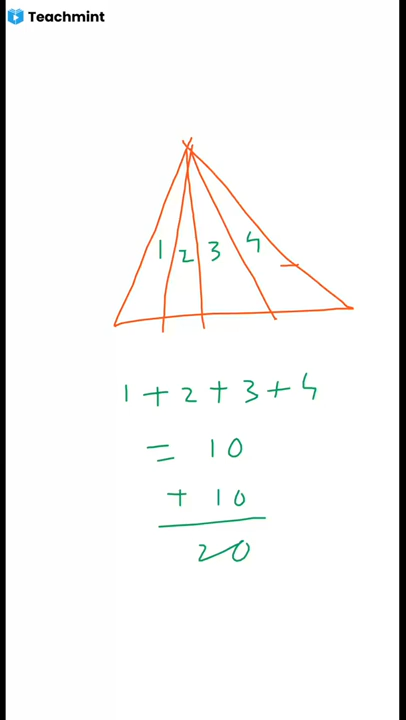 Teachmint
1 2 3 4
1 + 2 + 3 + 4
= 10
+ 10
20